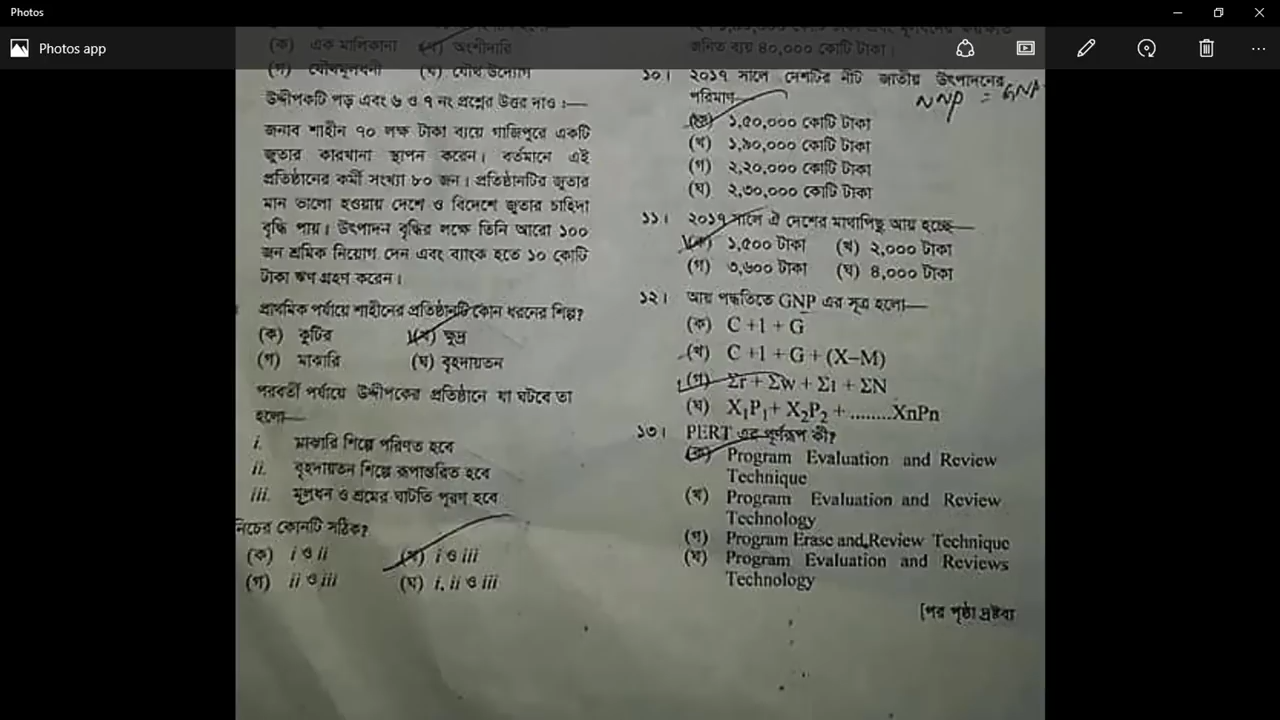 Photos
Photos app
(ক) এক মালিকানা (খ) অংশীদারি
(গ) যৌথমূলধনী (ঘ) যৌথ উদ্যোগ
উদ্দীপকটি পড় এবং ৬ ও ৭ নং প্রশ্নের উত্তর দাও :—
জনাব শাহীন ৭০ লক্ষ টাকা ব্যয়ে গাজিপুরে একটি
জুতার কারখানা স্থাপন করেন। বর্তমানে এই
প্রতিষ্ঠানের কর্মী সংখ্যা ৮০ জন। প্রতিষ্ঠানটির জুতার
মান ভালো হওয়ায় দেশে ও বিদেশে জুতার চাহিদা
বৃদ্ধি পায়। উৎপাদন বৃদ্ধির লক্ষে তিনি আরো ১০০
জন শ্রমিক নিয়োগ দেন এবং ব্যাংক হতে ১০ কোটি
টাকা ঋণ গ্রহণ করেন।
প্রাথমিক পর্যায়ে শাহীনের প্রতিষ্ঠানটি কোন ধরনের শিল্প?
(ক) কুটির (খ) ক্ষুদ্র
(গ) মাঝারি (ঘ) বৃহদায়তন
পরবর্তী পর্যায়ে উদ্দীপকের প্রতিষ্ঠানে যা ঘটবে তা
হলো—
i. মাঝারি শিল্পে পরিণত হবে
ii. বৃহদায়তন শিল্পে রূপান্তরিত হবে
iii. মূলধন ও শ্রমের ঘাটতি পূরণ হবে
নিচের কোনটি সঠিক?
(ক) i ও ii (খ) i ও iii
(গ) ii ও iii (ঘ) i, ii ও iii
জনিত ব্যয় ৪০,০০০ কোটি টাকা।
১০। ২০১৭ সালে দেশটির নীট জাতীয় উৎপাদনের
পরিমাণ—
NNP = GNP
(ক) ১,৫০,০০০ কোটি টাকা
(খ) ১,৯০,০০০ কোটি টাকা
(গ) ২,২০,০০০ কোটি টাকা
(ঘ) ২,৩০,০০০ কোটি টাকা
১১। ২০১৭ সালে ঐ দেশের মাথাপিছু আয় হচ্ছে—
(ক) ১,৫০০ টাকা (খ) ২,০০০ টাকা
(গ) ৩,৬০০ টাকা (ঘ) ৪,০০০ টাকা
১২। আয় পদ্ধতিতে GNP এর সূত্র হলো—
(ক) C +1 + G
(খ) C +1 + G + (X–M)
(গ) Σr + Σw + Σ1 + ΣN
(ঘ) X₁P₁+ X₂P₂ + ........XnPn
১৩। PERT এর পূর্ণরূপ কী?
(ক) Program Evaluation and Review
Technique
(খ) Program Evaluation and Review
Technology
(গ) Program Erase and Review Technique
(ঘ) Program Evaluation and Reviews
Technology
[পর পৃষ্ঠা দ্রষ্টব্য